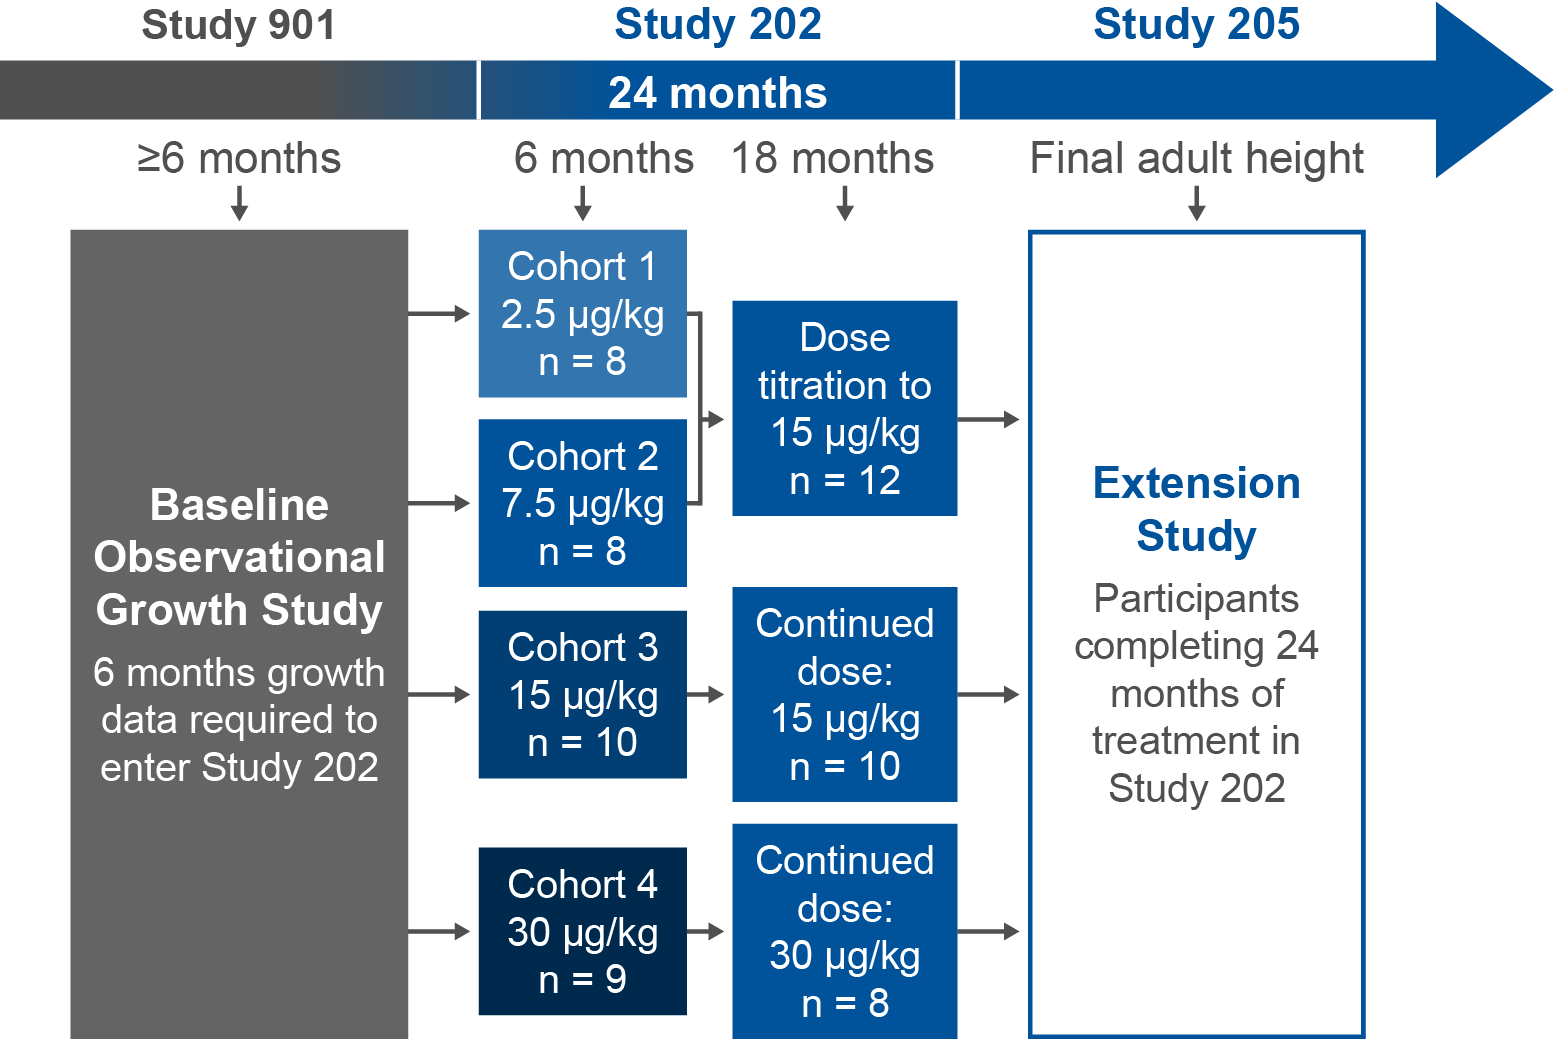 Study 901
Study 202
Study 205
24 months
≥6 months
6 months
18 months
Final adult height
Baseline
Observational
Growth Study
6 months growth
data required to
enter Study 202
Cohort 1
2.5 µg/kg
n = 8
Cohort 2
7.5 µg/kg
n = 8
Cohort 3
15 µg/kg
n = 10
Cohort 4
30 µg/kg
n = 9
Dose
titration to
15 µg/kg
n = 12
Continued
dose:
15 µg/kg
n = 10
Continued
dose:
30 µg/kg
n = 8
Extension
Study
Participants
completing 24
months of
treatment in
Study 202